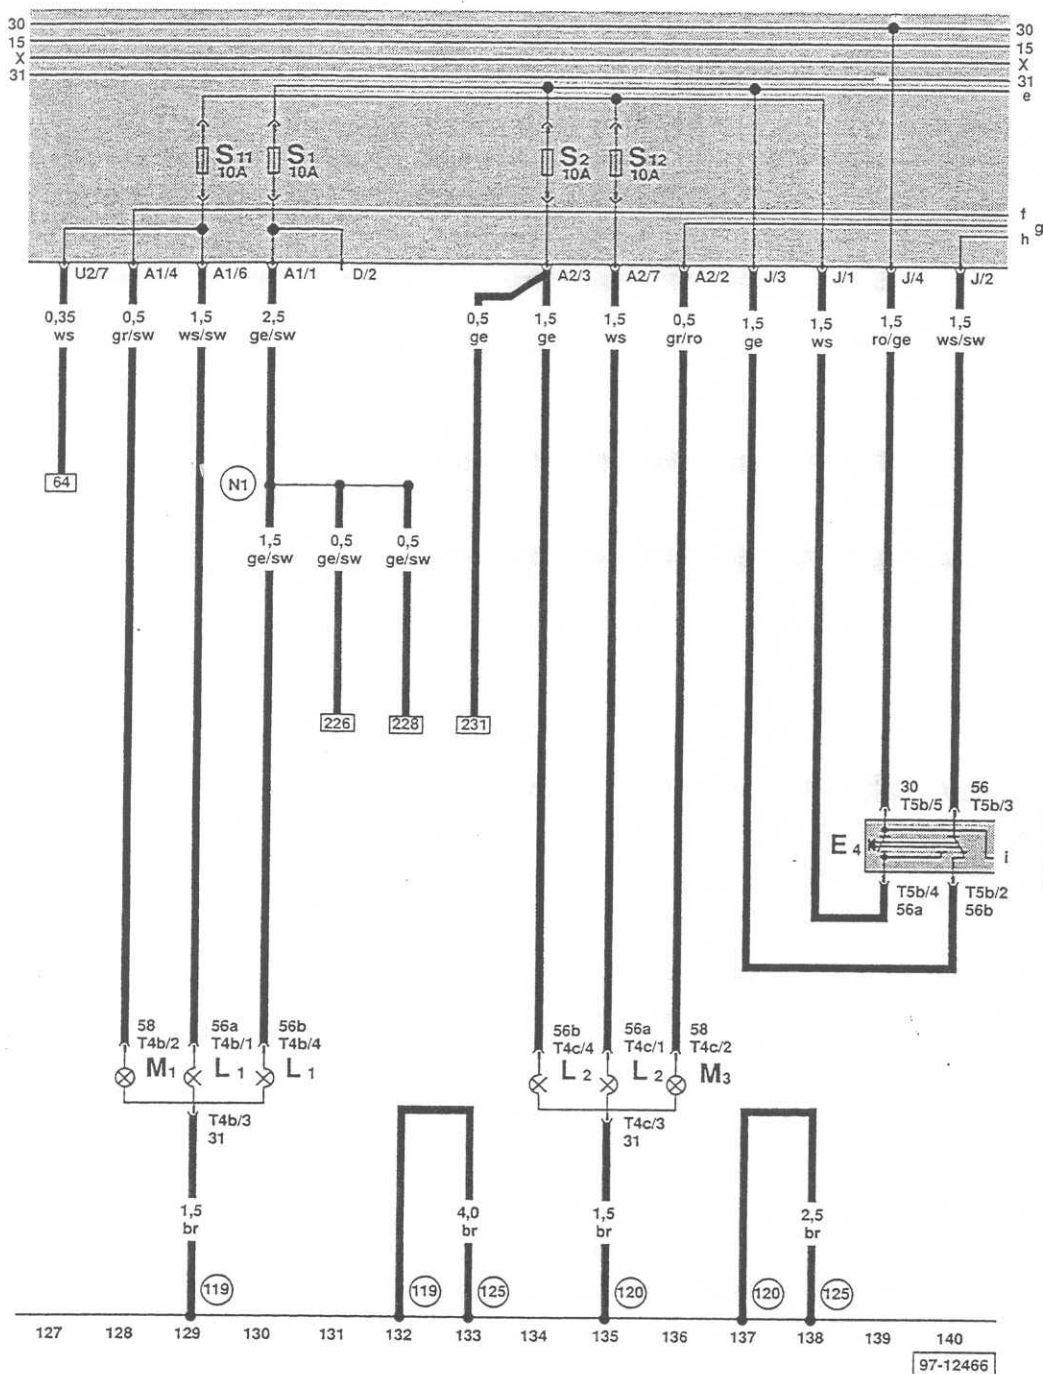 30 30
15 15
X X
31 31
e
S11 S1 S2 S12
10A 10A 10A 10A
f
g
h
U2/7 A1/4 A1/6 A1/1 D/2 A2/3 A2/7 A2/2 J/3 J/1 J/4 J/2
0,35 0,5 1,5 2,5 0,5 1,5 1,5 0,5 1,5 1,5 1,5 1,5
ws gr/sw ws/sw ge/sw ge ge ws gr/ro ge ws ro/ge ws/sw
64 N1
1,5 0,5 0,5
ge/sw ge/sw ge/sw
226 228 231
30 56
T5b/5 T5b/3
E4
i
T5b/4 T5b/2
56a 56b
58 56a 56b 56b 56a 58
T4b/2 T4b/1 T4b/4 T4c/4 T4c/1 T4c/2
M1 L1 L1 L2 L2 M3
T4b/3 T4c/3
31 31
1,5 4,0 1,5 2,5
br br br br
119 119 125 120 120 125
127 128 129 130 131 132 133 134 135 136 137 138 139 140
97-12466